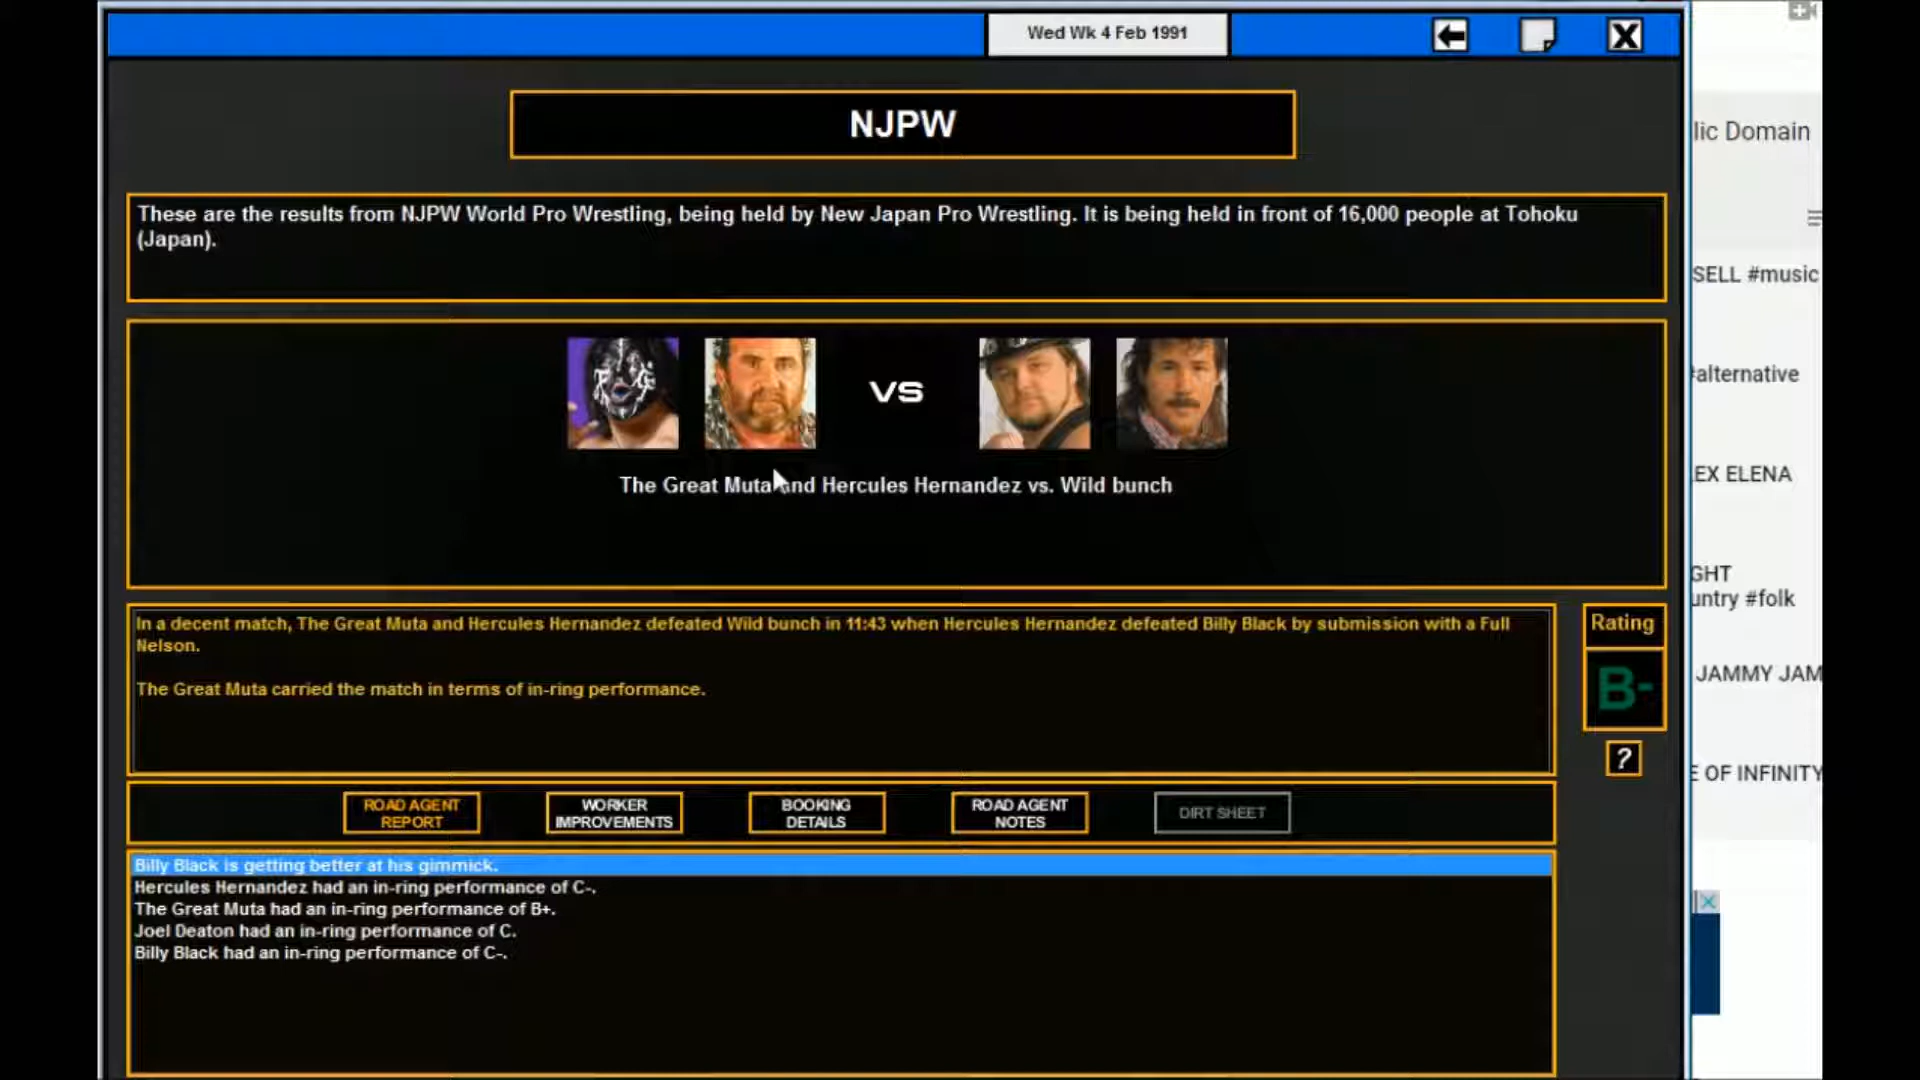 Wed Wk 4 Feb 1991
NJPW
These are the results from NJPW World Pro Wrestling, being held by New Japan Pro Wrestling. It is being held in front of 16,000 people at Tohoku
(Japan).
VS
The Great Muta and Hercules Hernandez vs. Wild bunch
In a decent match, The Great Muta and Hercules Hernandez defeated Wild bunch in 11:43 when Hercules Hernandez defeated Billy Black by submission with a Full
Nelson.
The Great Muta carried the match in terms of in-ring performance.
Rating
B-
?
ROAD AGENT
REPORT
WORKER
IMPROVEMENTS
BOOKING
DETAILS
ROAD AGENT
NOTES
DIRT SHEET
Billy Black is getting better at his gimmick.
Hercules Hernandez had an in-ring performance of C-.
The Great Muta had an in-ring performance of B+.
Joel Deaton had an in-ring performance of C.
Billy Black had an in-ring performance of C-.
lic Domain
SELL #music
#alternative
EX ELENA
GHT
untry #folk
JAMMY JAM
E OF INFINITY